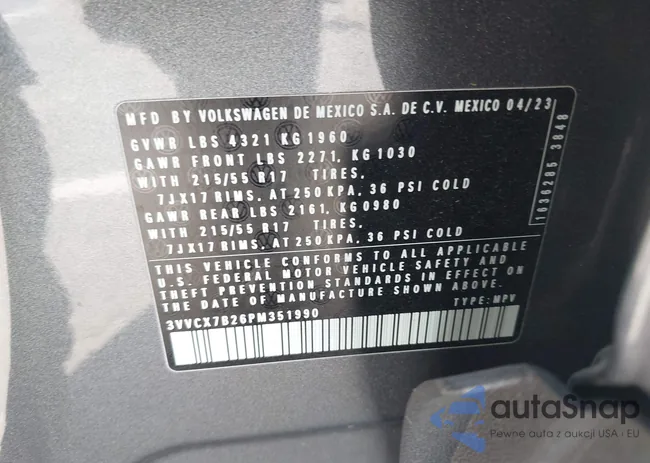 MFD BY VOLKSWAGEN DE MEXICO S.A. DE C.V. MEXICO 04/23
GVWR LBS 4321 KG 1960
GAWR FRONT LBS 2271, KG 1030
WITH 215/55 R17 TIRES.
7JX17 RIMS. AT 250 KPA, 36 PSI COLD
GAWR REAR LBS 2161, KG 0980
WITH 215/55 R17 TIRES.
7JX17 RIMS. AT 250 KPA, 36 PSI COLD
THIS VEHICLE CONFORMS TO ALL APPLICABLE
U.S. FEDERAL MOTOR VEHICLE SAFETY AND
THEFT PREVENTION STANDARDS IN EFFECT ON
THE DATE OF MANUFACTURE SHOWN ABOVE.
3VVCX7B26PM351990 TYPE: MPV
1636285 3848
autaSnap
Pewne auta z aukcji USA i EU